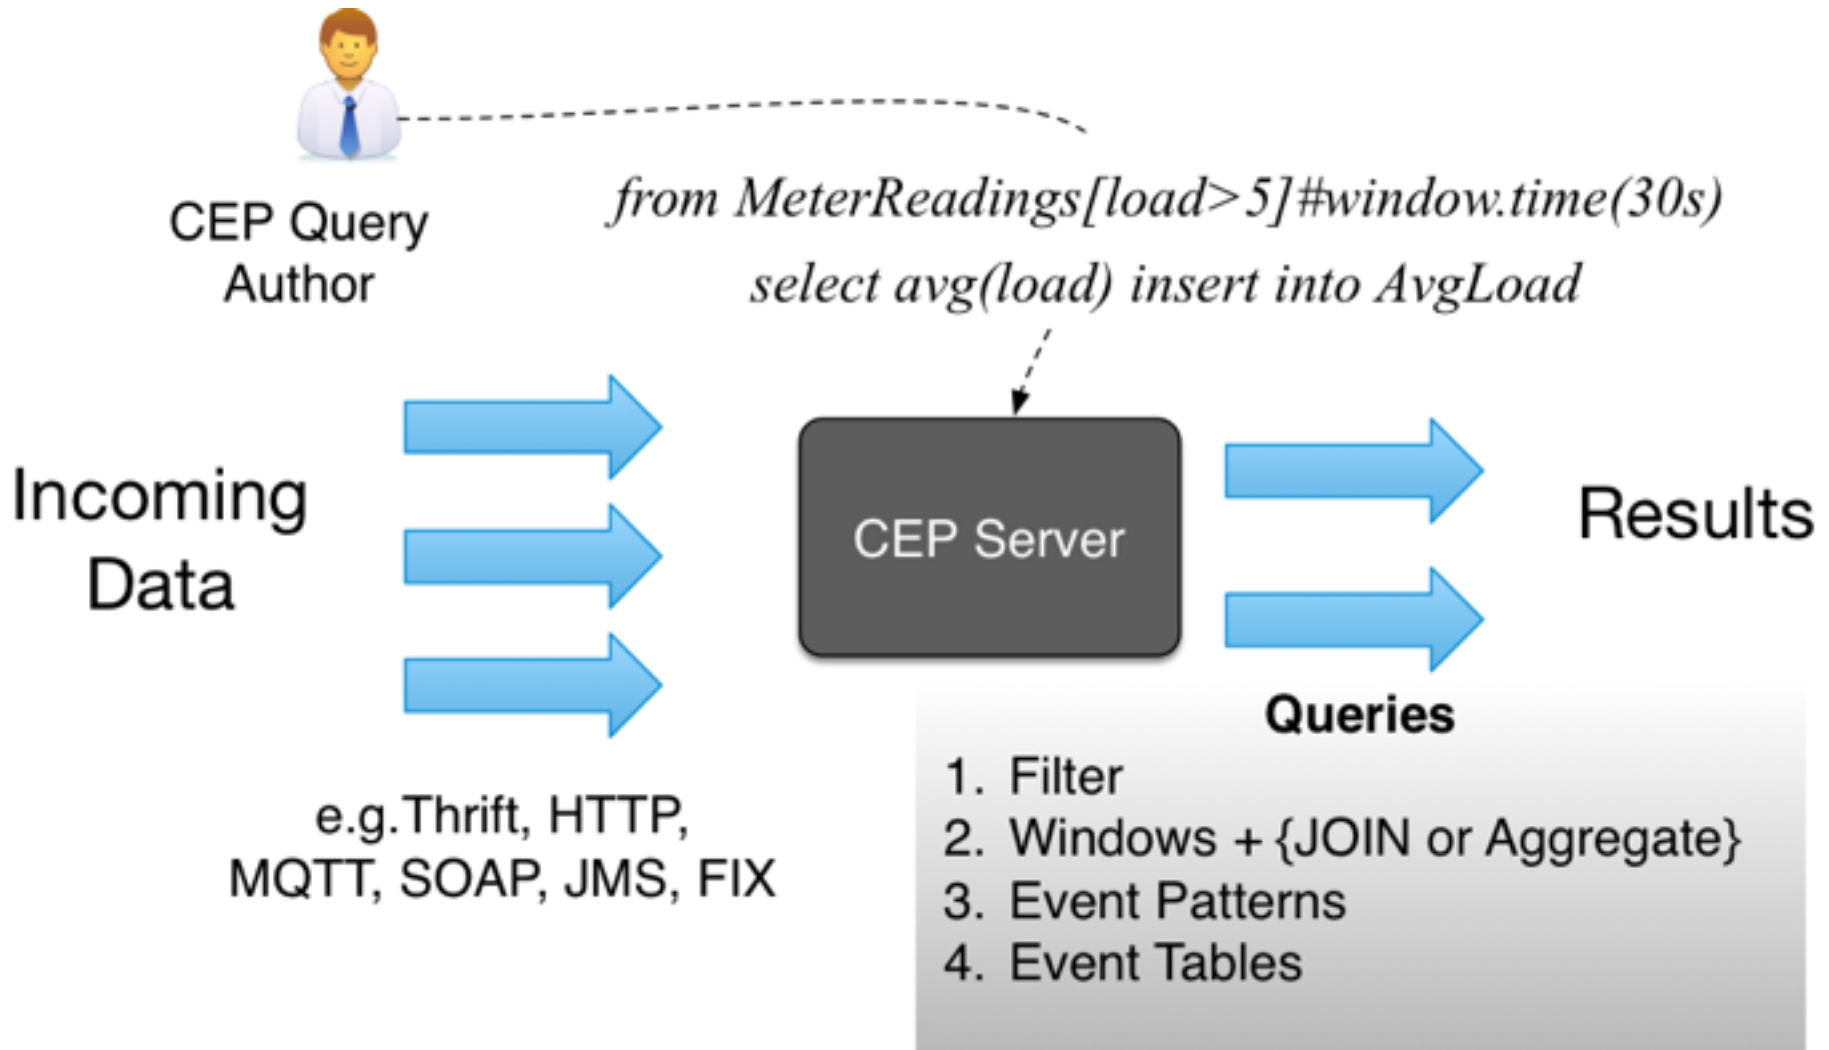 CEP Query
Author
from MeterReadings[load>5]#window.time(30s)
select avg(load) insert into AvgLoad
Incoming
Data
CEP Server
Results
e.g.Thrift, HTTP,
MQTT, SOAP, JMS, FIX
Queries
1. Filter
2. Windows + {JOIN or Aggregate}
3. Event Patterns
4. Event Tables